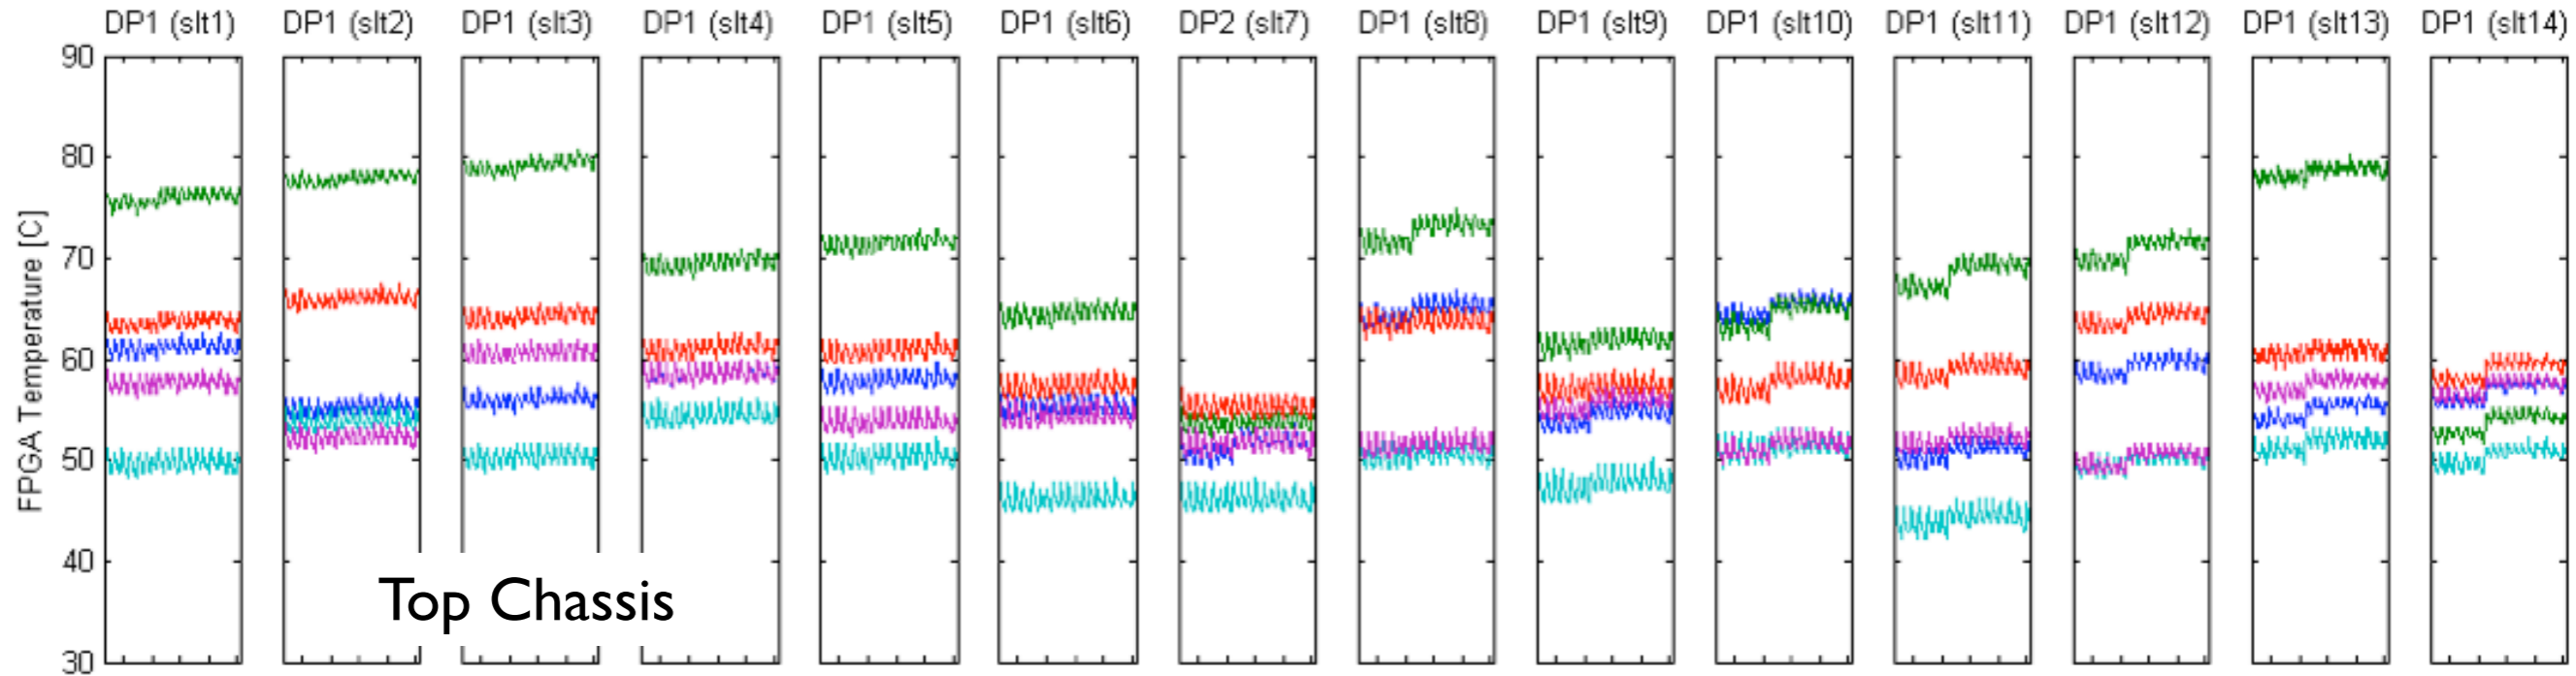 DP1 (slt1) DP1 (slt2) DP1 (slt3) DP1 (slt4) DP1 (slt5) DP1 (slt6) DP2 (slt7) DP1 (slt8) DP1 (slt9) DP1 (slt10) DP1 (slt11) DP1 (slt12) DP1 (slt13) DP1 (slt14)
FPGA Temperature [C]
90
80
70
60
50
40
30
Top Chassis